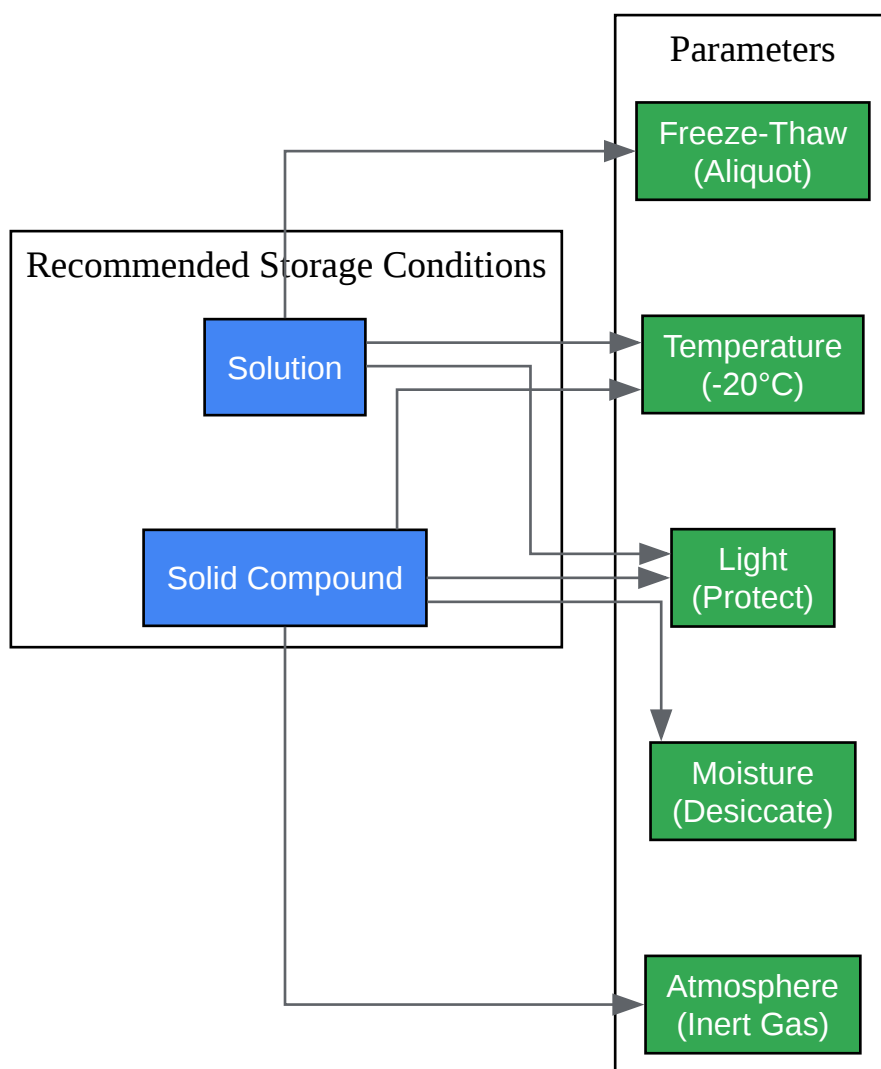 Parameters
Freeze-Thaw
(Aliquot)
Recommended Storage Conditions
Solution
Temperature
(-20°C)
Solid Compound
Light
(Protect)
Moisture
(Desiccate)
Atmosphere
(Inert Gas)